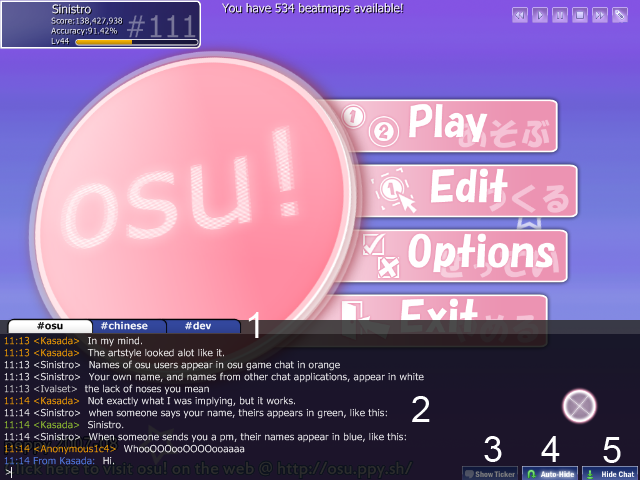 Sinistro
Score:138,427,938
Accuracy:91.42%
Lv44
#111
You have 534 beatmaps available!
osu!
1 2 Play
あそぶ
1 Edit
つくる
Options
せってい
Exit
める
#osu #chinese #dev 1
In my mind.
11:13 <Kasada> In my mind.
11:13 <Kasada> The artstyle looked alot like it.
11:13 <Sinistro> Names of osu users appear in osu game chat in orange
11:13 <Sinistro> Your own name, and names from other chat applications, appear in white
11:13 <Ivalset> the lack of noses you mean
11:14 <Kasada> Not exactly what I was implying, but it works.
11:14 <Sinistro> when someone says your name, theirs appears in green, like this:
11:14 <Kasada> Sinistro.
11:14 <Sinistro> When someone sends you a pm, their names appear in blue, like this:
11:14 <Anonymous1c4> WhooOOOooOOOOooaaaa
11:14 From Kasada: Hi.
>|
2
click here to visit osu! on the web @ http://osu.ppy.sh/
3 4 5
Show Ticker Auto-Hide Hide Chat